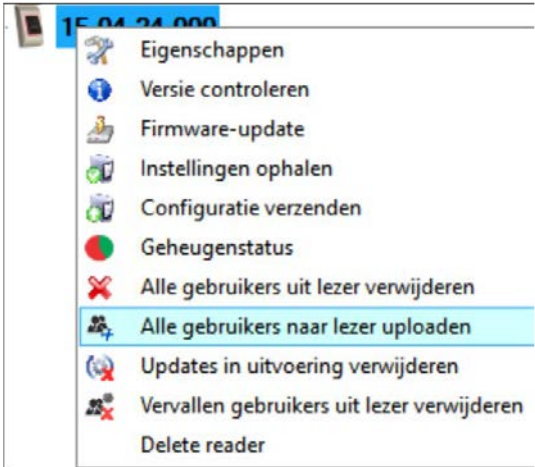 15.04.24.000
Eigenschappen
Versie controleren
Firmware-update
Instellingen ophalen
Configuratie verzenden
Geheugenstatus
Alle gebruikers uit lezer verwijderen
Alle gebruikers naar lezer uploaden
Updates in uitvoering verwijderen
Vervallen gebruikers uit lezer verwijderen
Delete reader